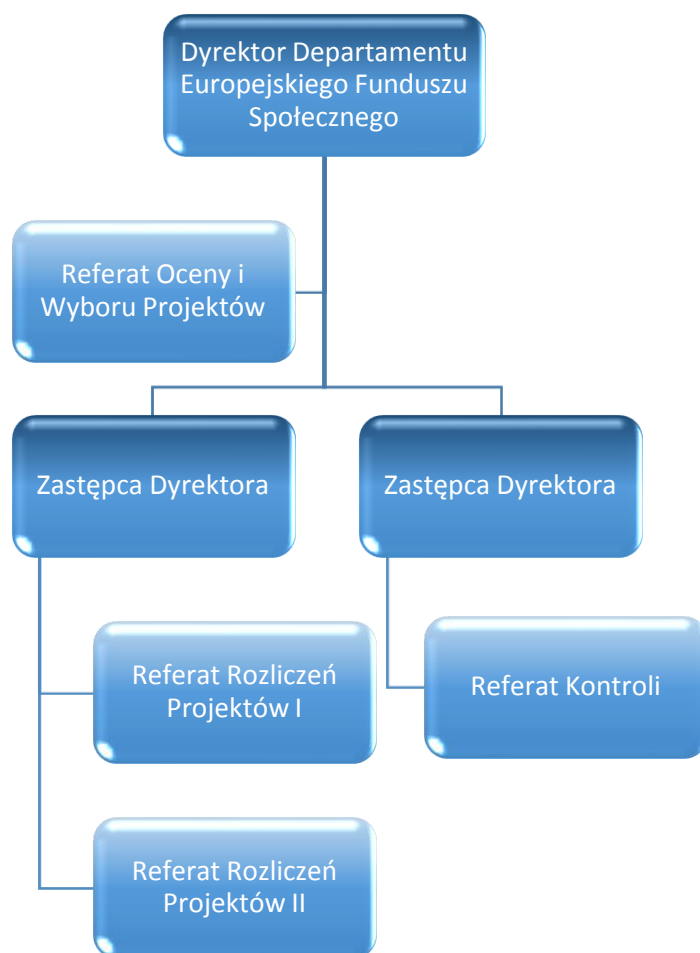 Dyrektor Departamentu
Europejskiego Funduszu
Społecznego
Referat Oceny i
Wyboru Projektów
Zastępca Dyrektora
Zastępca Dyrektora
Referat Rozliczeń
Projektów I
Referat Kontroli
Referat Rozliczeń
Projektów II